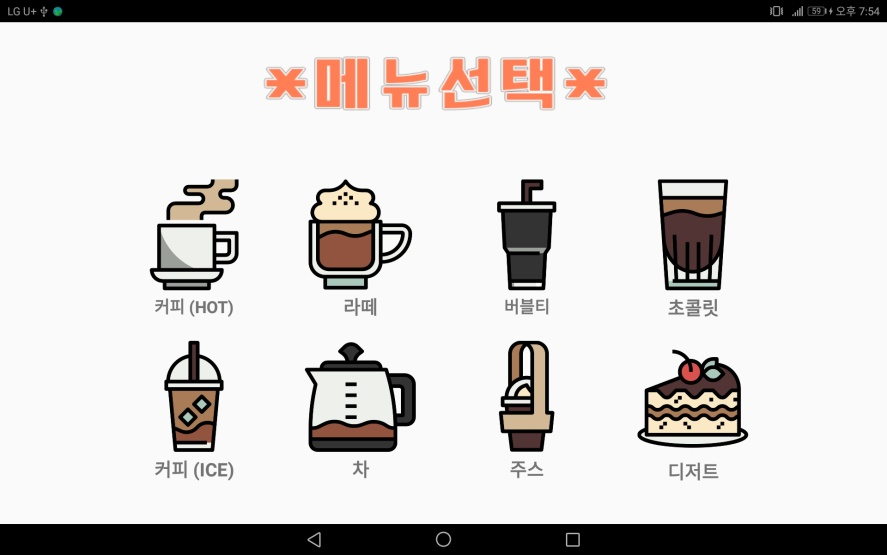 LG U+ 59 오후 7:54
*메뉴선택*
커피 (HOT) 라떼 버블티 초콜릿
커피 (ICE) 차 주스 디저트